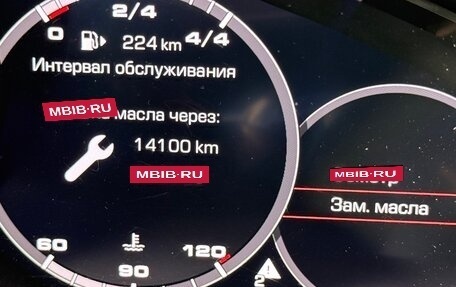 2/4
0 224 km 4/4
Интервал обслуживания
MBIB.RU масла через:
14100 km
MBIB.RU MBIB.RU
Зам. масла
60 120
90
2